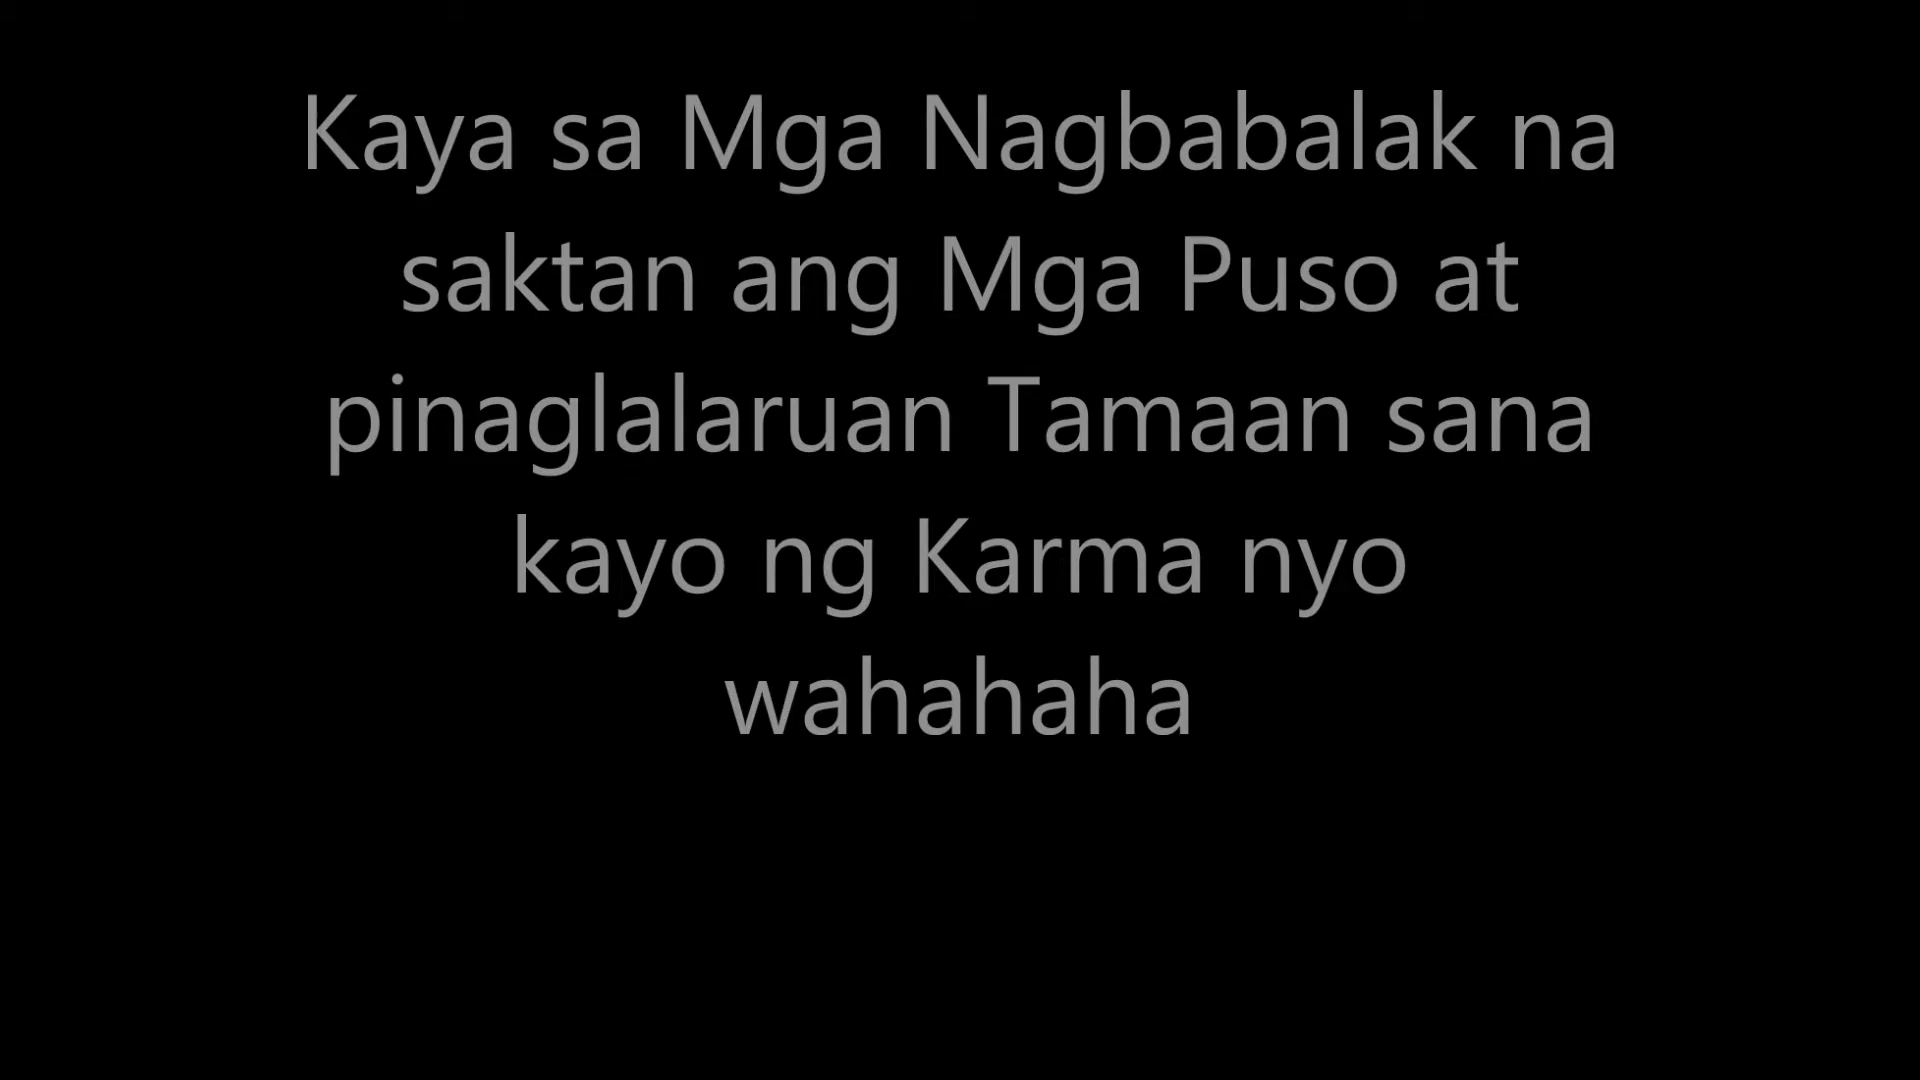 Kaya sa Mga Nagbabalak na
saktan ang Mga Puso at
pinaglalaruan Tamaan sana
kayo ng Karma nyo
wahahaha